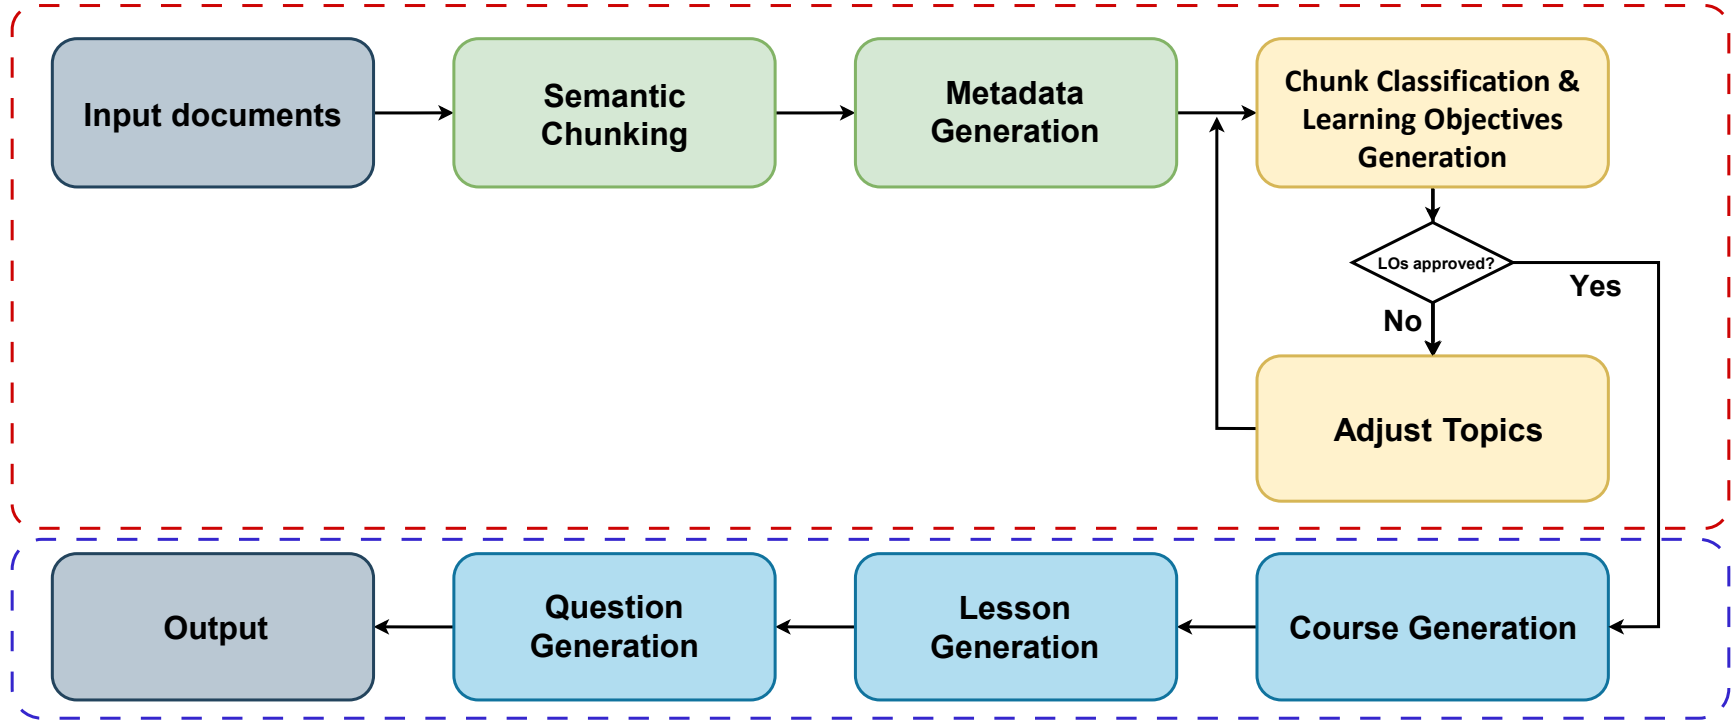 Input documents
Semantic
Chunking
Metadada
Generation
Chunk Classification &
Learning Objectives
Generation
LOs approved?
Yes
No
Adjust Topics
Output
Question
Generation
Lesson
Generation
Course Generation